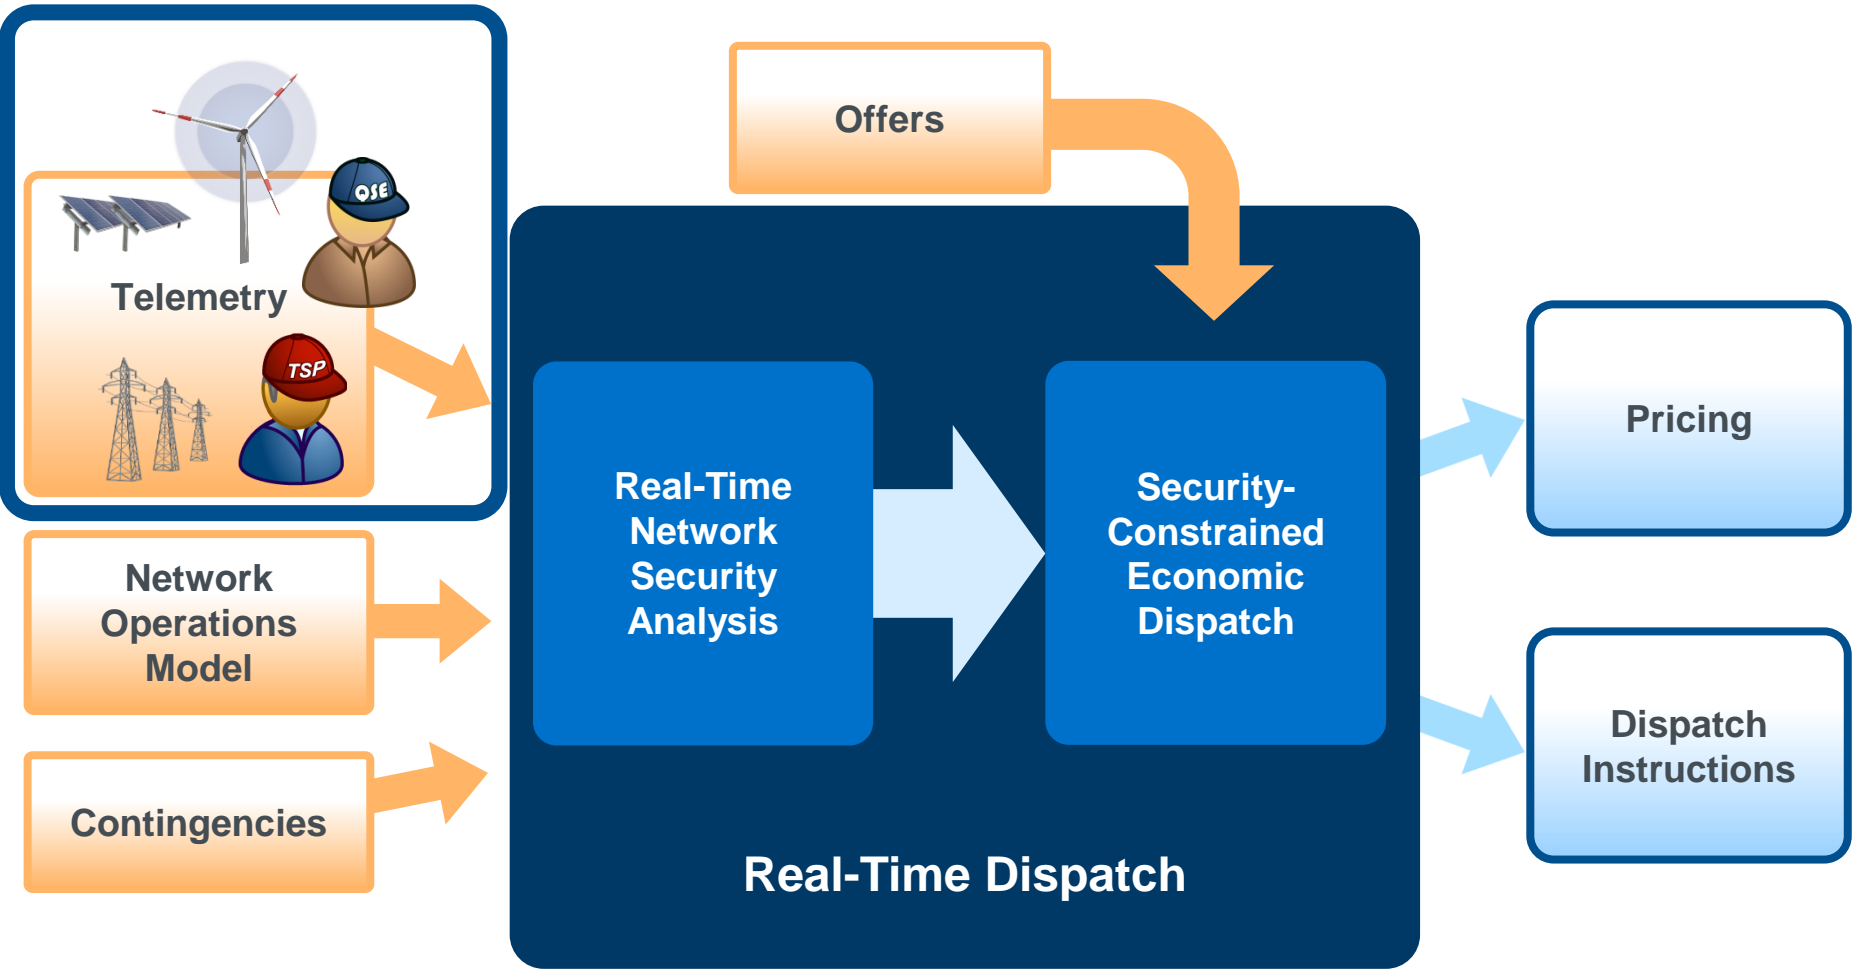 Offers
QSE
Telemetry
TSP
Network
Operations
Model
Contingencies
Real-Time
Network
Security
Analysis
Security-
Constrained
Economic
Dispatch
Real-Time Dispatch
Pricing
Dispatch
Instructions